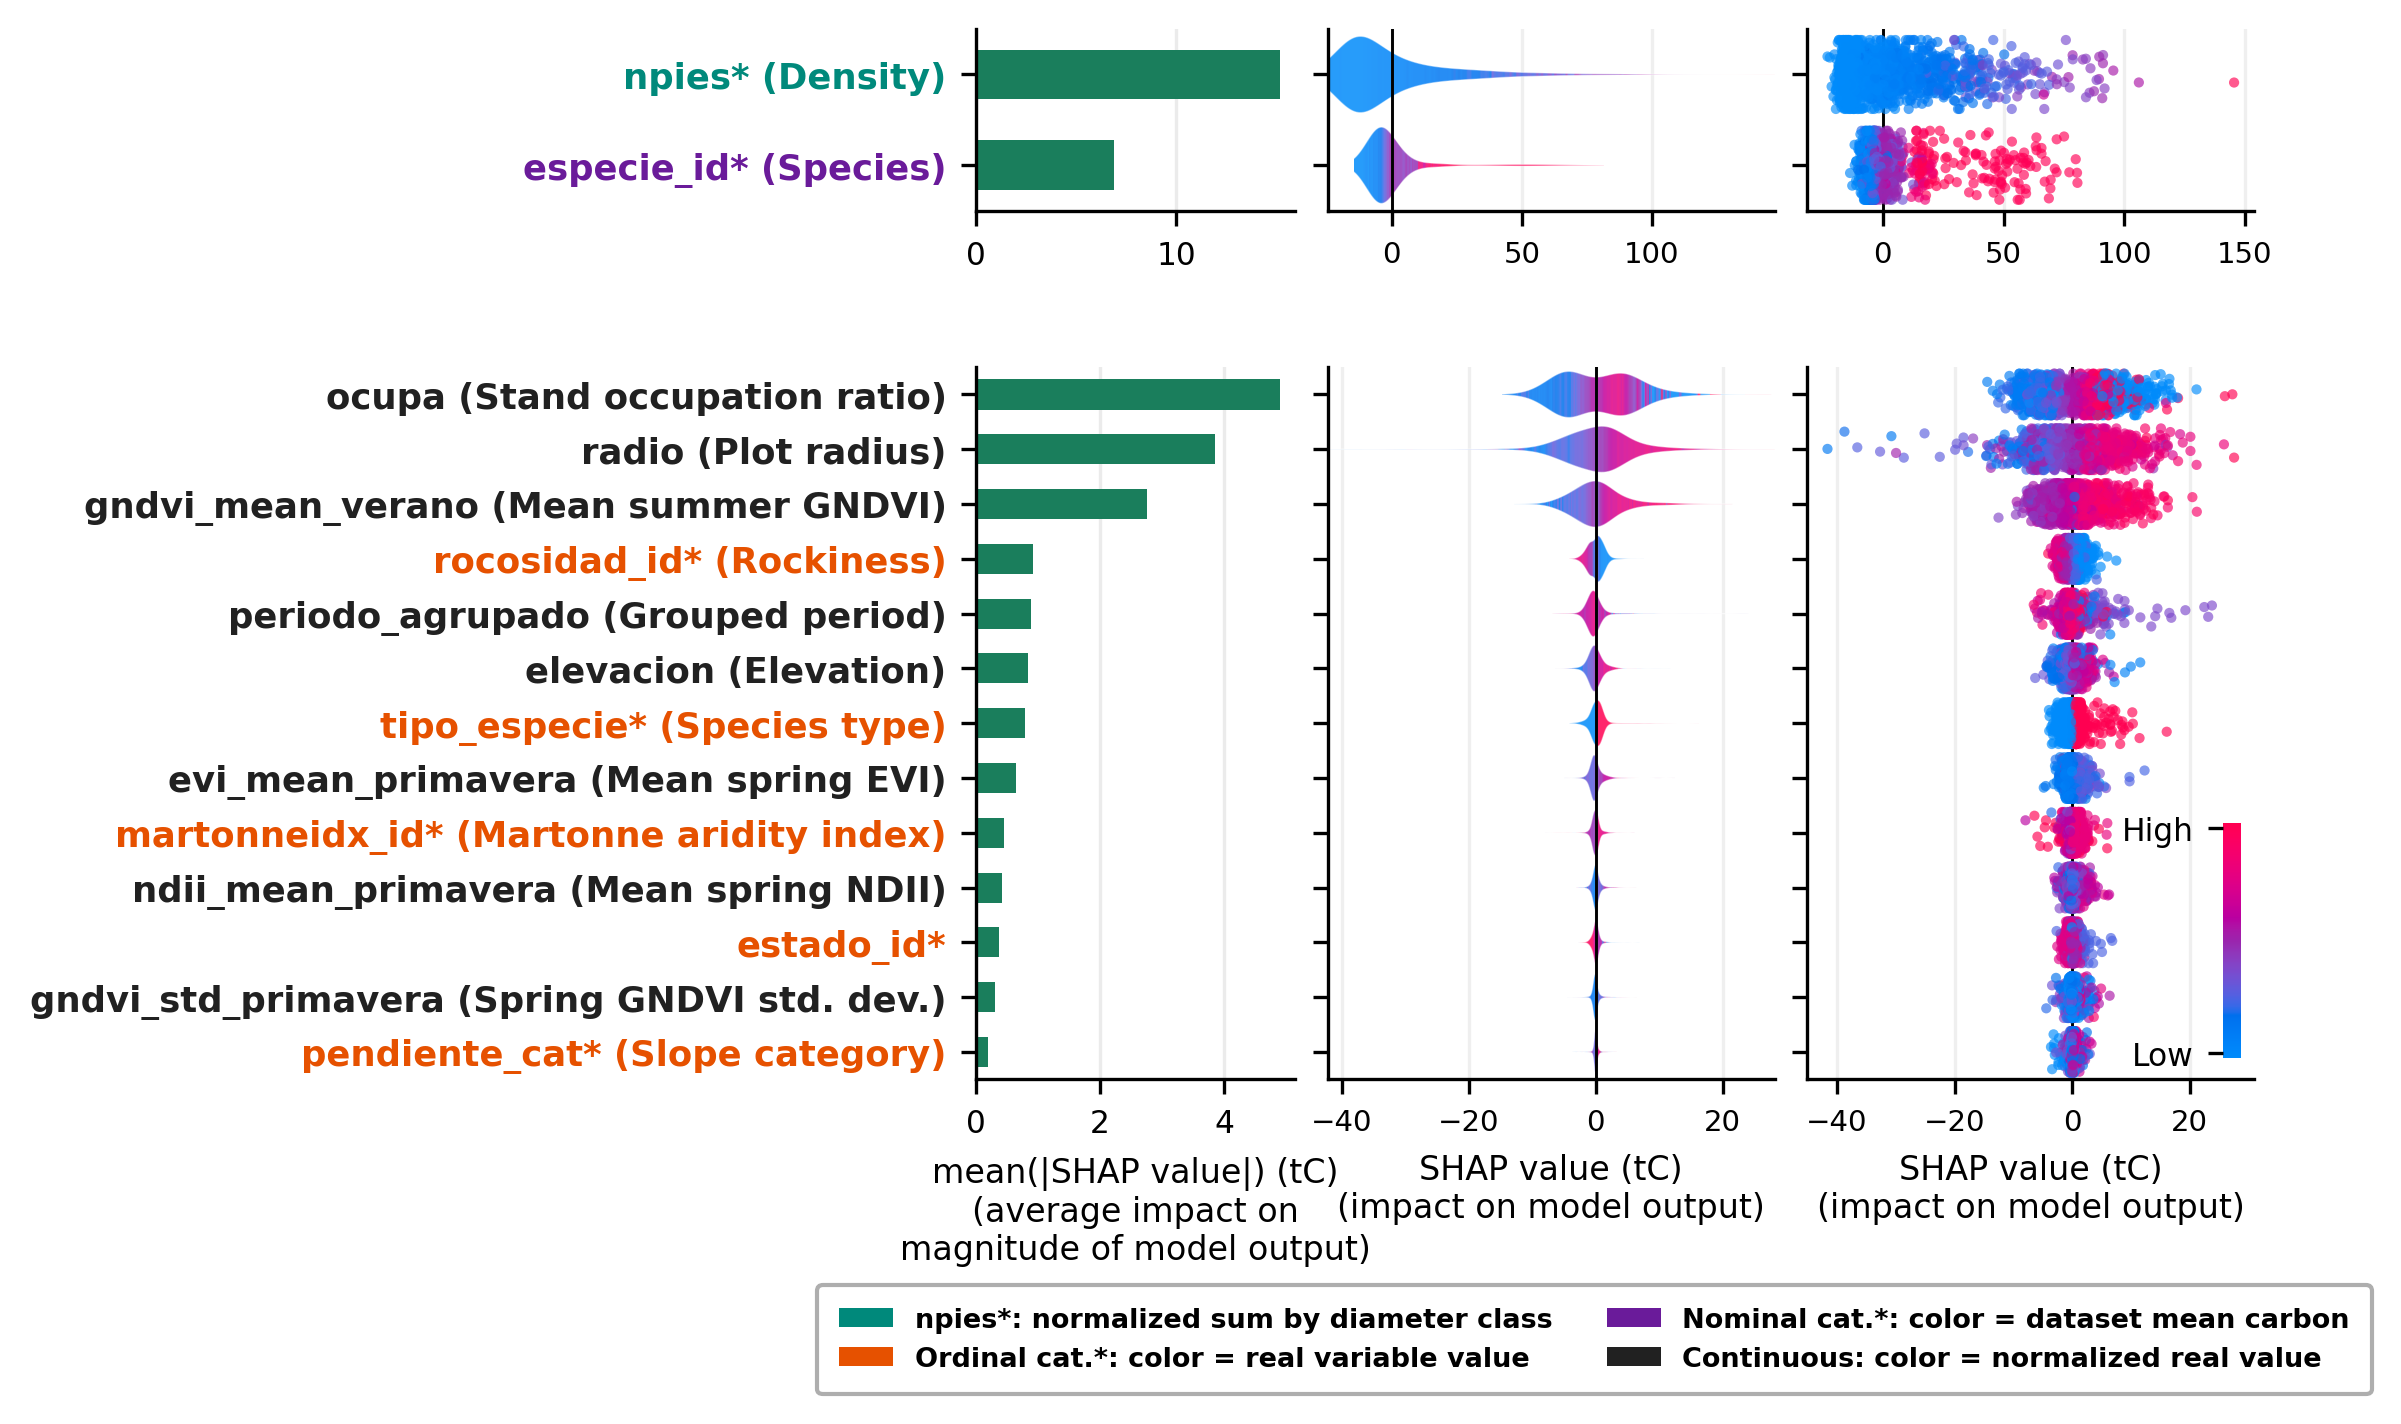 npies* (Density)
especie_id* (Species)
0 10
0 50 100
0 50 100 150
ocupa (Stand occupation ratio)
radio (Plot radius)
gndvi_mean_verano (Mean summer GNDVI)
rocosidad_id* (Rockiness)
periodo_agrupado (Grouped period)
elevacion (Elevation)
tipo_especie* (Species type)
evi_mean_primavera (Mean spring EVI)
martonneidx_id* (Martonne aridity index)
ndii_mean_primavera (Mean spring NDII)
estado_id*
gndvi_std_primavera (Spring GNDVI std. dev.)
pendiente_cat* (Slope category)
High
Low
0 2 4
−40 −20 0 20
−40 −20 0 20
mean(|SHAP value|) (tC)
(average impact on
magnitude of model output)
SHAP value (tC)
(impact on model output)
SHAP value (tC)
(impact on model output)
npies*: normalized sum by diameter class
Ordinal cat.*: color = real variable value
Nominal cat.*: color = dataset mean carbon
Continuous: color = normalized real value